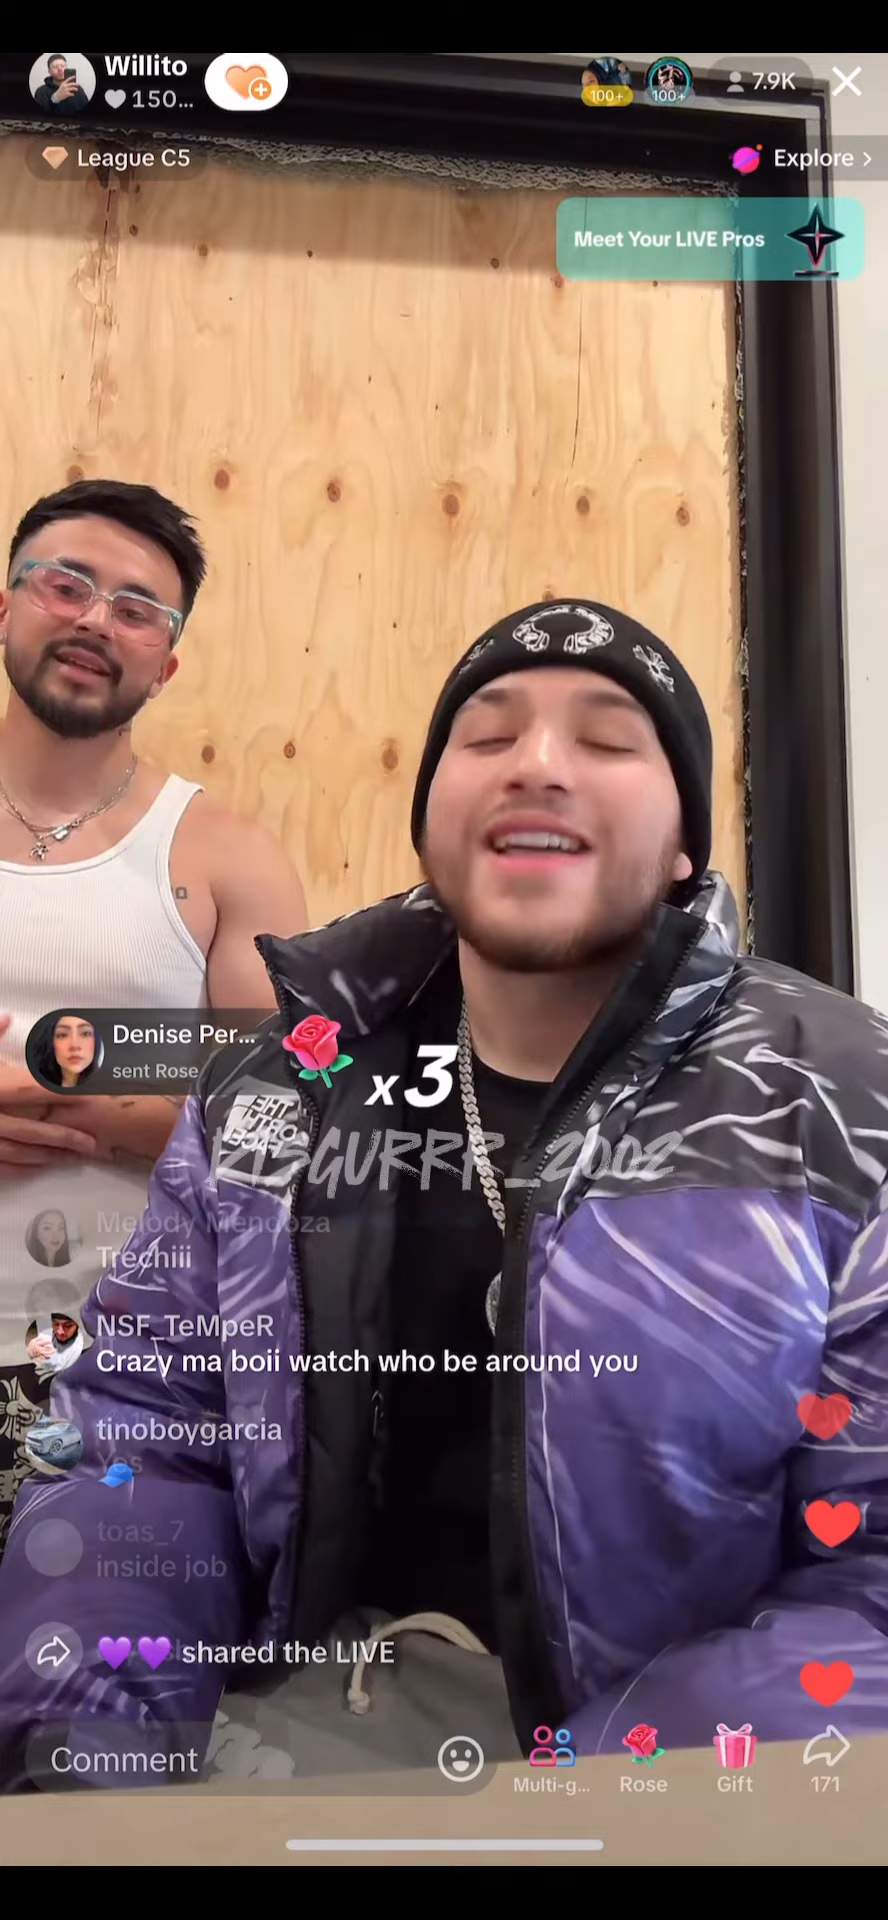 Willito
150...
100+
100+
7.9K
League C5
Explore >
Meet Your LIVE Pros
Denise Per...
sent Rose
x3
THE
Melody Mendoza
Trechiii
NSF_TeMpeR
Crazy ma boii watch who be around you
tinoboygarcia
Yes
toas_7
inside job
shared the LIVE
Comment
Multi-g...
Rose
Gift
171